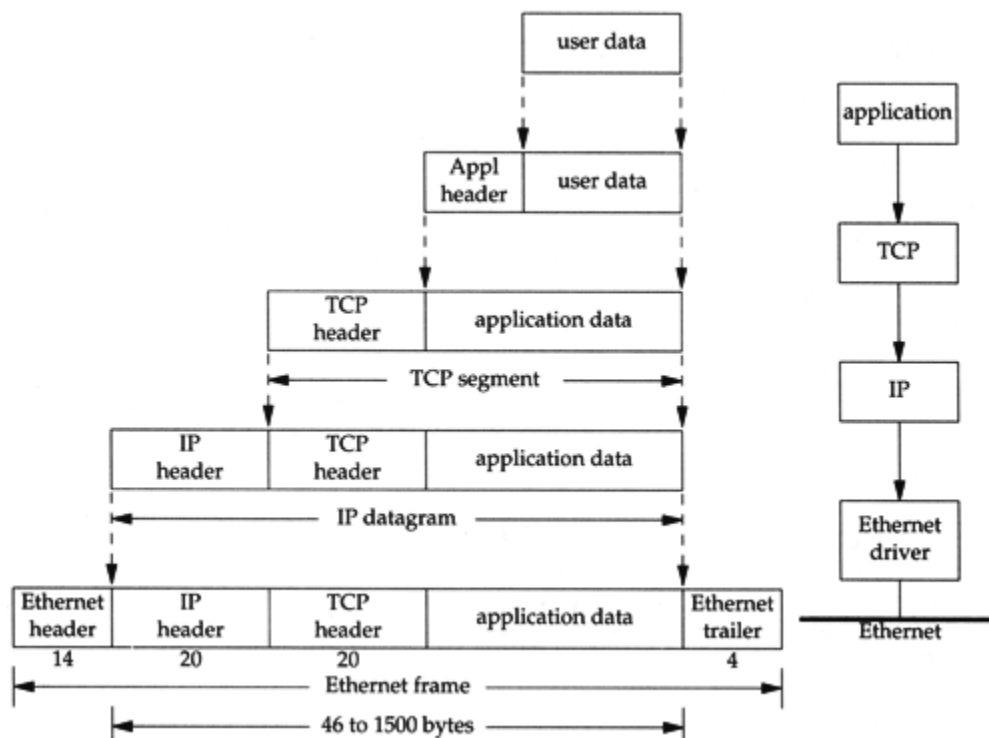 user data
application
Appl
header
user data
TCP
TCP
header
application data
TCP segment
IP
IP
header
TCP
header
application data
IP datagram
Ethernet
driver
Ethernet
header
IP
header
TCP
header
application data
Ethernet
trailer
Ethernet
14
20
20
4
Ethernet frame
46 to 1500 bytes